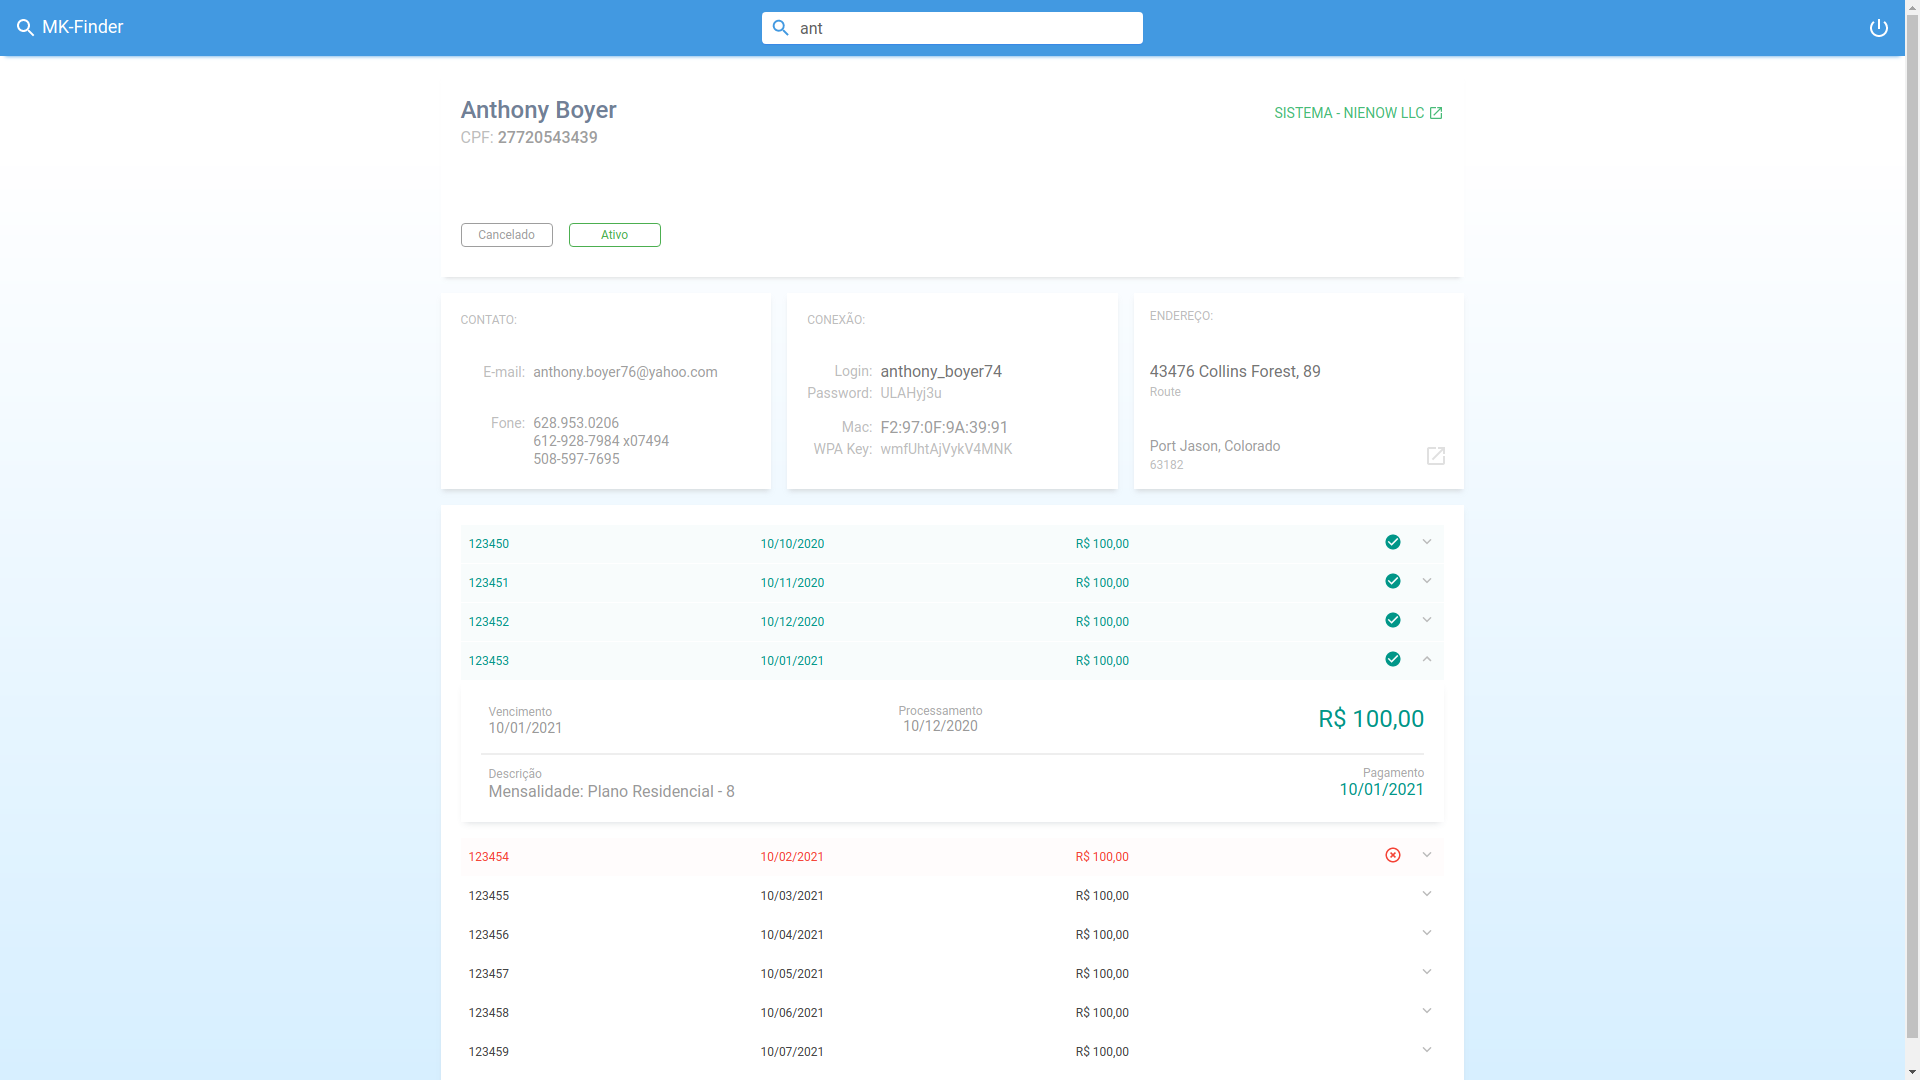 MK-Finder
ant
Anthony Boyer
SISTEMA - NIENOW LLC
CPF: 27720543439
Cancelado
Ativo
CONTATO:
E-mail: anthony.boyer76@yahoo.com
Fone: 628.953.0206
612-928-7984 x07494
508-597-7695
CONEXÃO:
Login: anthony_boyer74
Password: ULAHyj3u
Mac: F2:97:0F:9A:39:91
WPA Key: wmfUhtAjVykV4MNK
ENDEREÇO:
43476 Collins Forest, 89
Route
Port Jason, Colorado
63182
123450 10/10/2020 R$ 100,00
123451 10/11/2020 R$ 100,00
123452 10/12/2020 R$ 100,00
123453 10/01/2021 R$ 100,00
Vencimento
10/01/2021
Processamento
10/12/2020
R$ 100,00
Descrição
Mensalidade: Plano Residencial - 8
Pagamento
10/01/2021
123454 10/02/2021 R$ 100,00
123455 10/03/2021 R$ 100,00
123456 10/04/2021 R$ 100,00
123457 10/05/2021 R$ 100,00
123458 10/06/2021 R$ 100,00
123459 10/07/2021 R$ 100,00